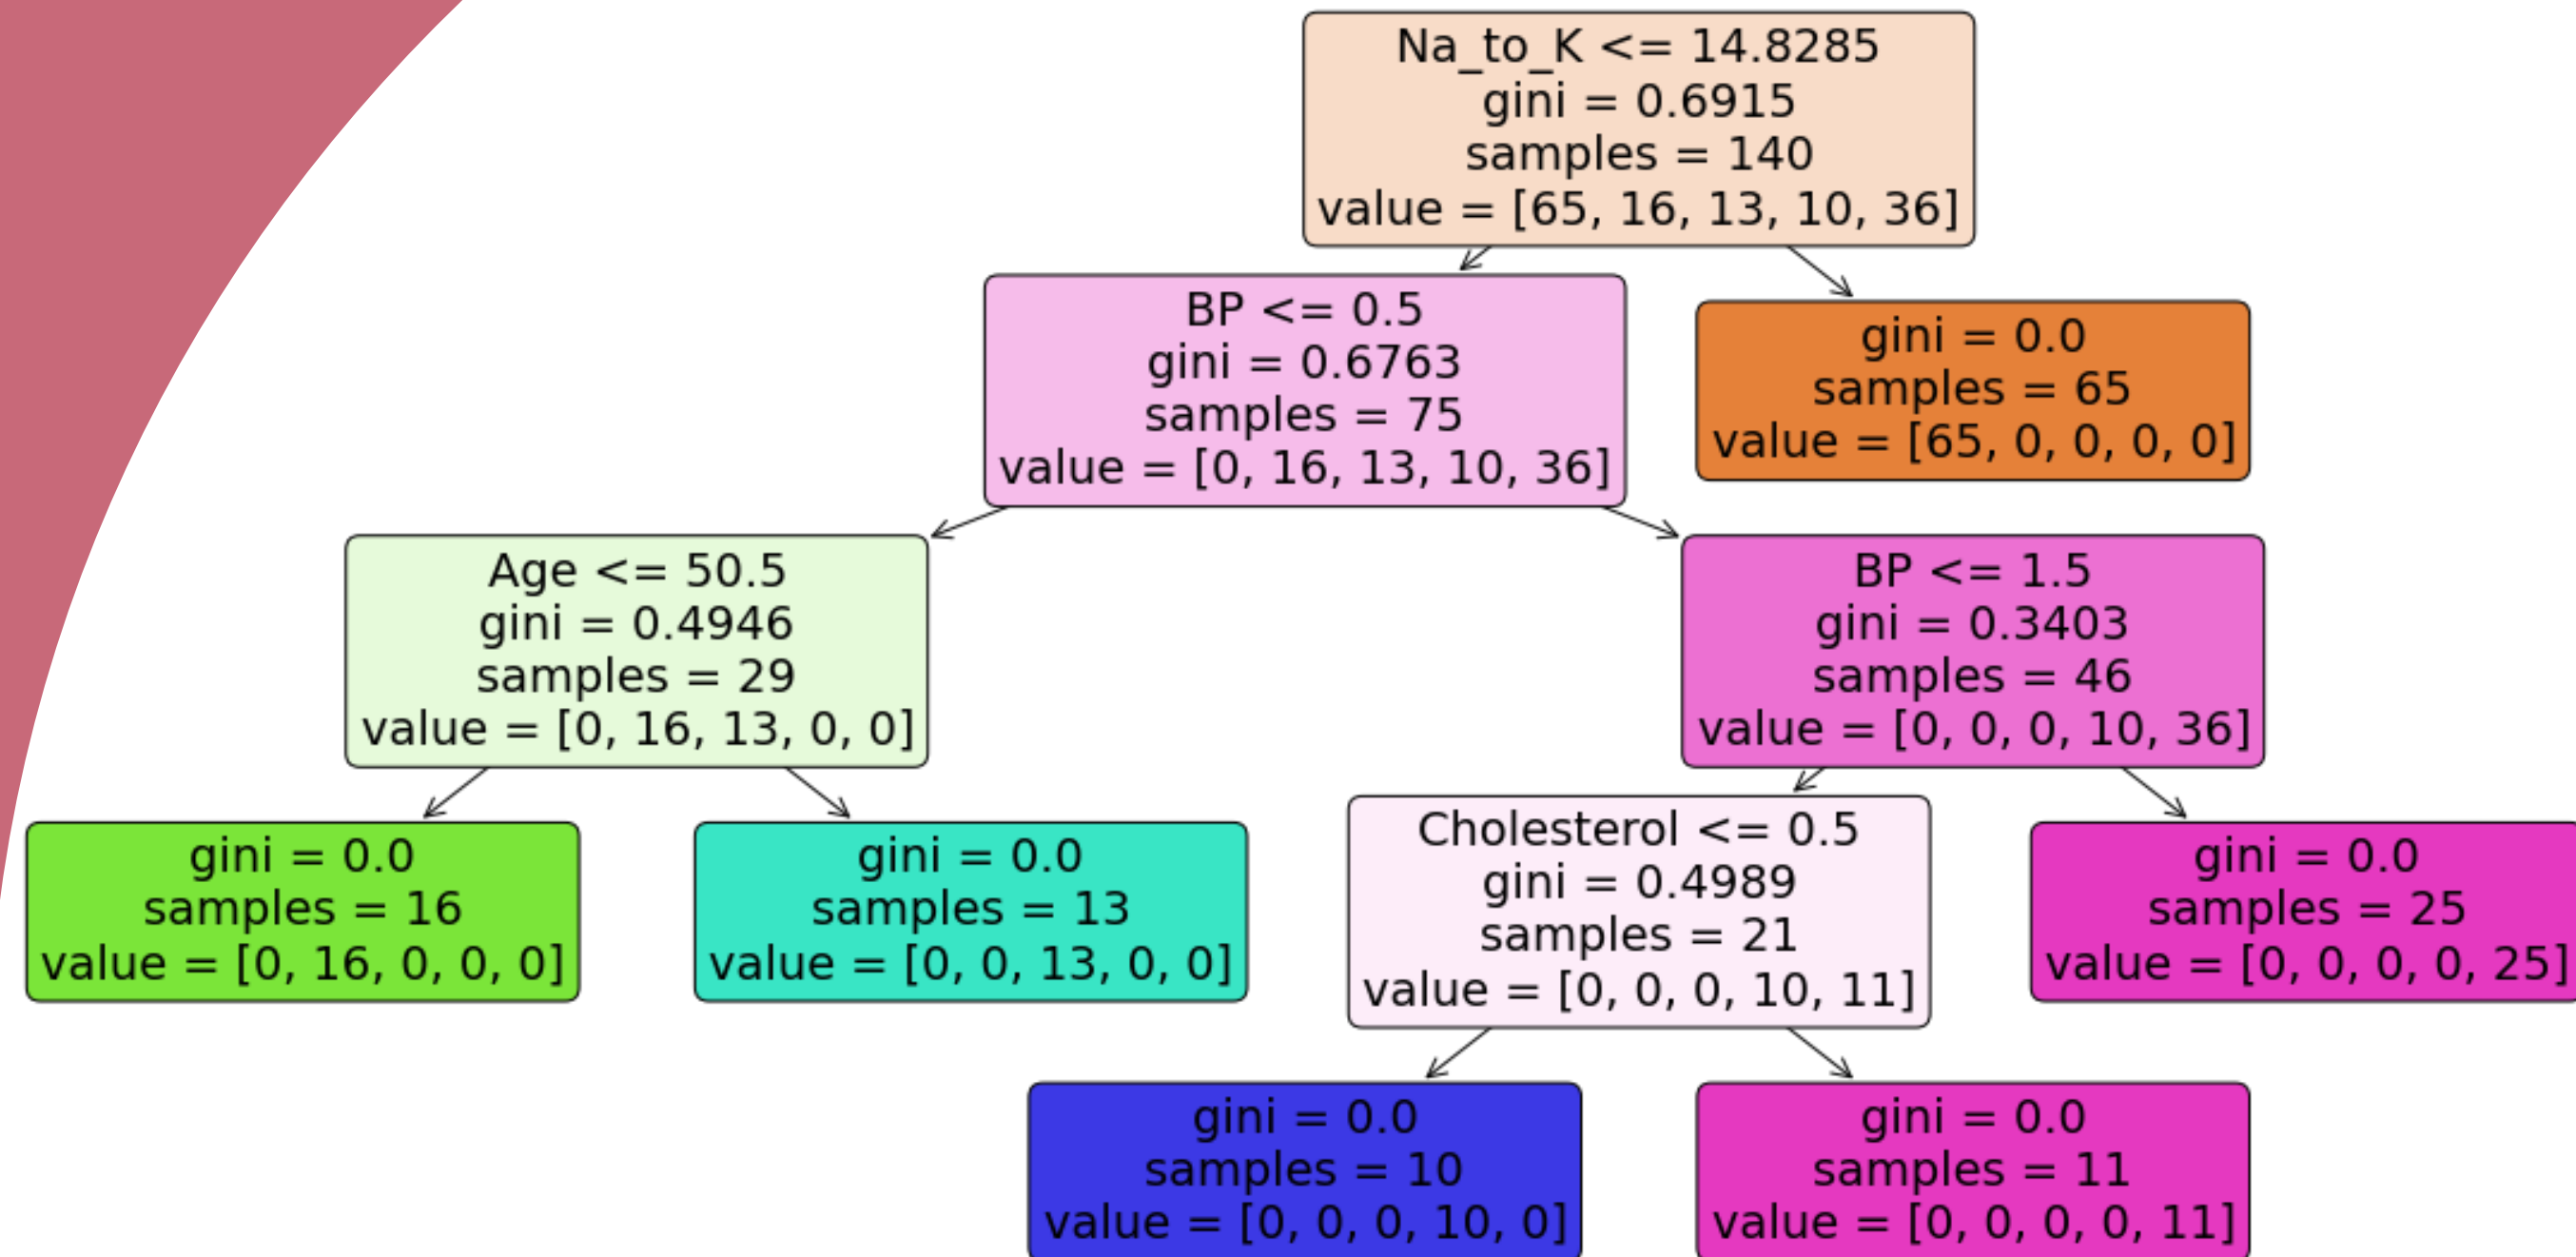 Na_to_K <= 14.8285
gini = 0.6915
samples = 140
value = [65, 16, 13, 10, 36]
BP <= 0.5
gini = 0.6763
samples = 75
value = [0, 16, 13, 10, 36]
gini = 0.0
samples = 65
value = [65, 0, 0, 0, 0]
Age <= 50.5
gini = 0.4946
samples = 29
value = [0, 16, 13, 0, 0]
BP <= 1.5
gini = 0.3403
samples = 46
value = [0, 0, 0, 10, 36]
gini = 0.0
samples = 16
value = [0, 16, 0, 0, 0]
gini = 0.0
samples = 13
value = [0, 0, 13, 0, 0]
Cholesterol <= 0.5
gini = 0.4989
samples = 21
value = [0, 0, 0, 10, 11]
gini = 0.0
samples = 25
value = [0, 0, 0, 0, 25]
gini = 0.0
samples = 10
value = [0, 0, 0, 10, 0]
gini = 0.0
samples = 11
value = [0, 0, 0, 0, 11]